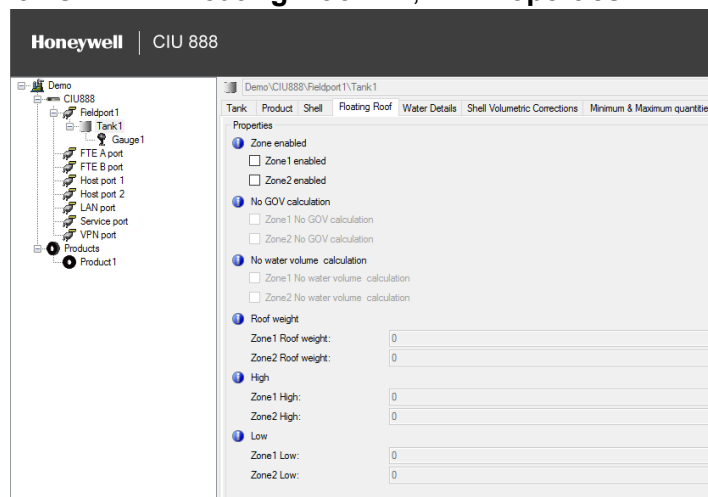 Honeywell | CIU 888
Demo
CIU888
Fieldport1
Tank1
Gauge1
FTE A port
FTE B port
Host port 1
Host port 2
LAN port
Service port
VPN port
Products
Product1
Demo\CIU888\Fieldport1\Tank1
Tank Product Shell Floating Roof Water Details Shell Volumetric Corrections Minimum & Maximum quantitie
Properties
Zone enabled
Zone1 enabled
Zone2 enabled
No GOV calculation
Zone1 No GOV calculation
Zone2 No GOV calculation
No water volume calculation
Zone1 No water volume calculation
Zone2 No water volume calculation
Roof weight
Zone1 Roof weight: 0
Zone2 Roof weight: 0
High
Zone1 High: 0
Zone2 High: 0
Low
Zone1 Low: 0
Zone2 Low: 0